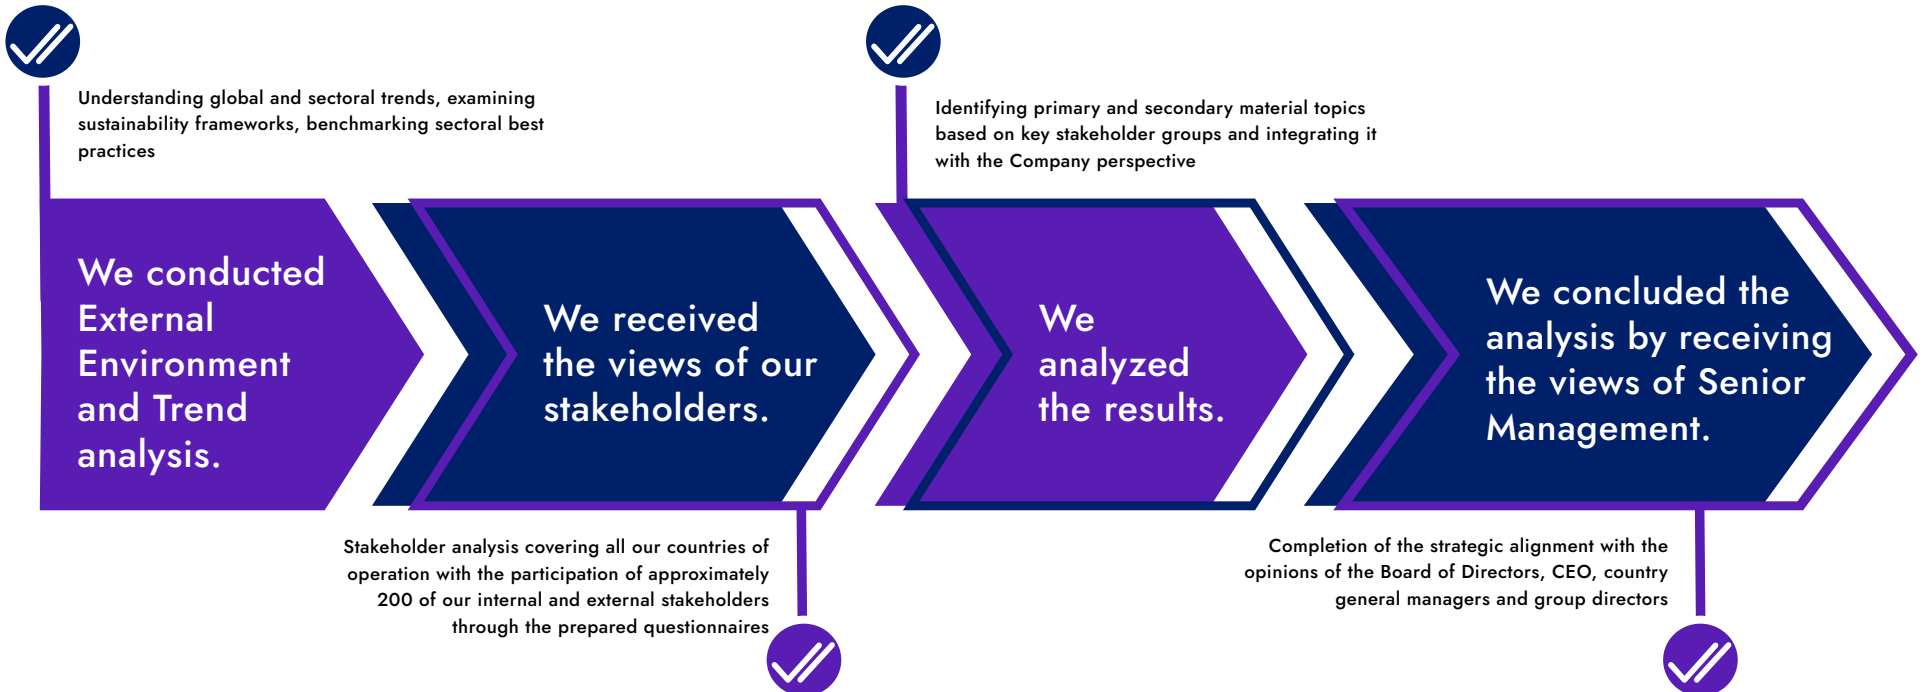 Understanding global and sectoral trends, examining
sustainability frameworks, benchmarking sectoral best
practices
We conducted
External
Environment
and Trend
analysis.
We received
the views of our
stakeholders.
Stakeholder analysis covering all our countries of
operation with the participation of approximately
200 of our internal and external stakeholders
through the prepared questionnaires
Identifying primary and secondary material topics
based on key stakeholder groups and integrating it
with the Company perspective
We
analyzed
the results.
We concluded the
analysis by receiving
the views of Senior
Management.
Completion of the strategic alignment with the
opinions of the Board of Directors, CEO, country
general managers and group directors